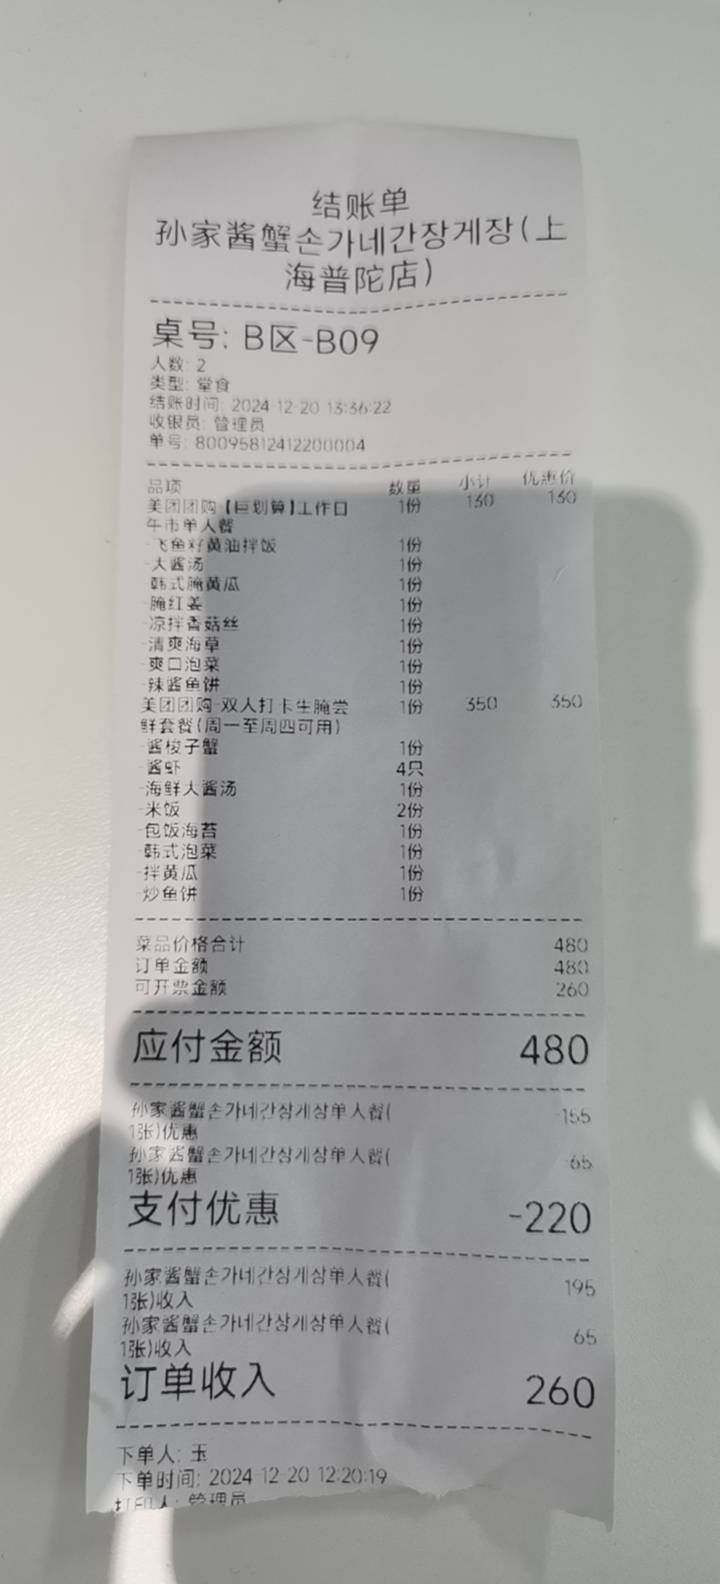 结账单
孙家酱蟹손가네간장게장(上
海普陀店)
桌号: B区-B09
人数: 2
类型: 堂食
结账时间: 2024-12-20 13:36:22
收银员: 管理员
单号: 80095812412200004
品项 数量 小计 优惠价
美团团购【巨划算】工作日 1份 130 130
午市单人餐
-飞鱼籽黄油拌饭 1份
-大酱汤 1份
-韩式腌黄瓜 1份
-腌红姜 1份
-凉拌香菇丝 1份
-清爽海草 1份
-爽口泡菜 1份
-辣酱鱼饼 1份
美团团购-双人打卡生腌尝 1份 350 350
鲜套餐(周一至周四可用)
-酱梭子蟹 1份
-酱虾 4只
-海鲜大酱汤 1份
-米饭 2份
-包饭海苔 1份
-韩式泡菜 1份
-拌黄瓜 1份
-炒鱼饼 1份
菜品价格合计 480
订单金额 480
可开票金额 260
应付金额 480
孙家酱蟹손가네간장게장单人餐( -155
1张)优惠
孙家酱蟹손가네간장게장单人餐( -65
1张)优惠
支付优惠 -220
孙家酱蟹손가네간장게장单人餐( 195
1张)收入
孙家酱蟹손가네간장게장单人餐( 65
1张)收入
订单收入 260
下单人: 玉
下单时间: 2024-12-20 12:20:19
打印人: 管理员